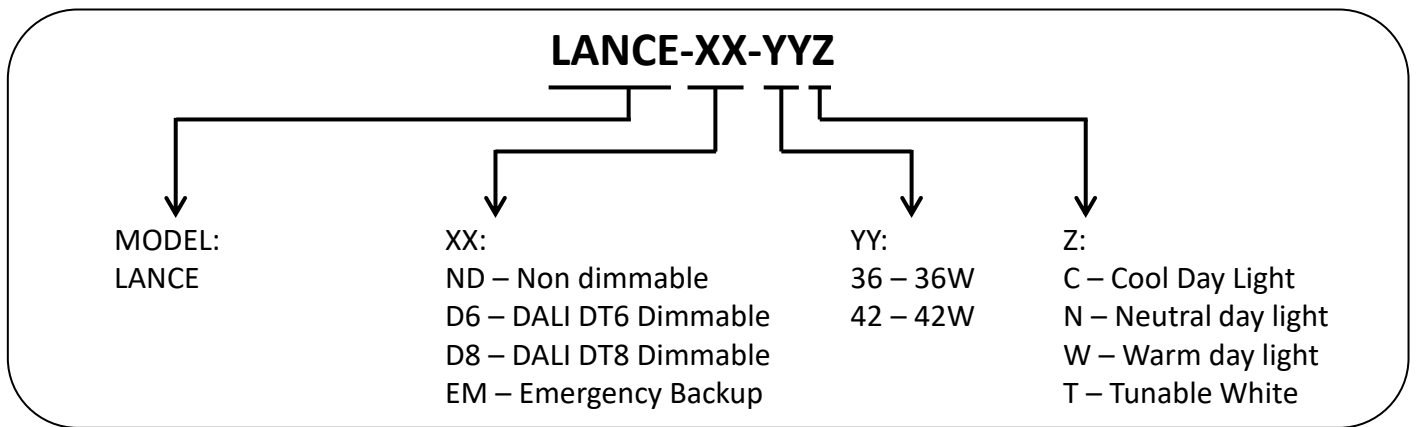 LANCE-XX-YYZ
MODEL:
LANCE
XX:
ND – Non dimmable
D6 – DALI DT6 Dimmable
D8 – DALI DT8 Dimmable
EM – Emergency Backup
YY:
36 – 36W
42 – 42W
Z:
C – Cool Day Light
N – Neutral day light
W – Warm day light
T – Tunable White